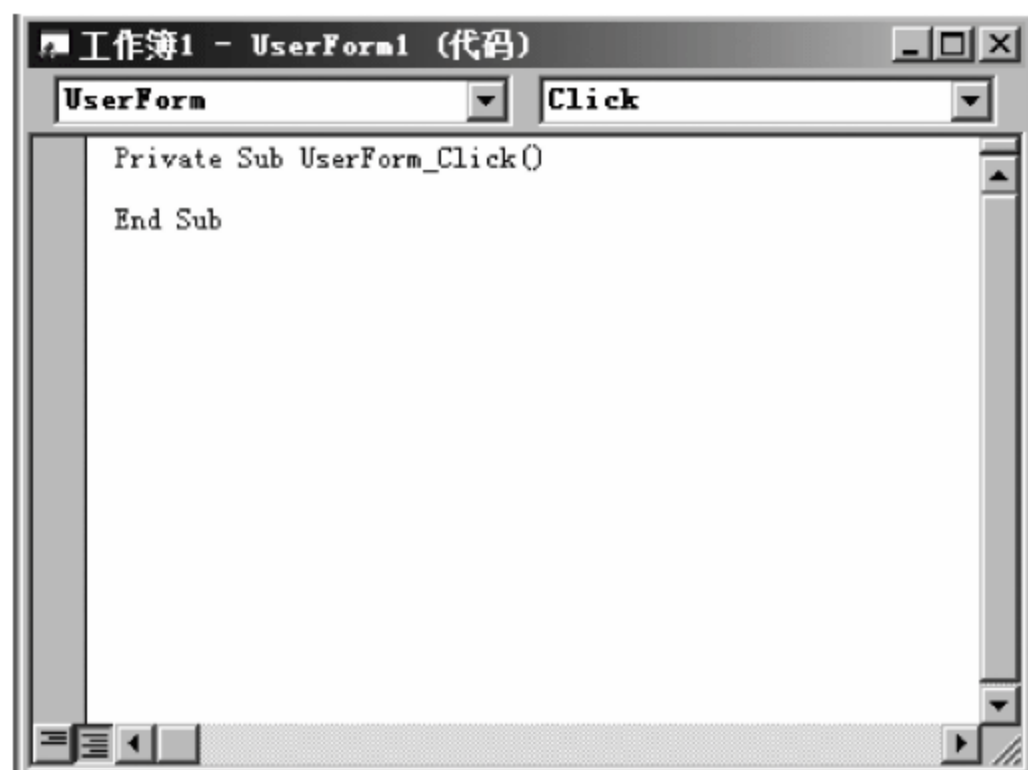 工作簿1 - UserForm1 (代码)
UserForm Click
Private Sub UserForm_Click()
End Sub